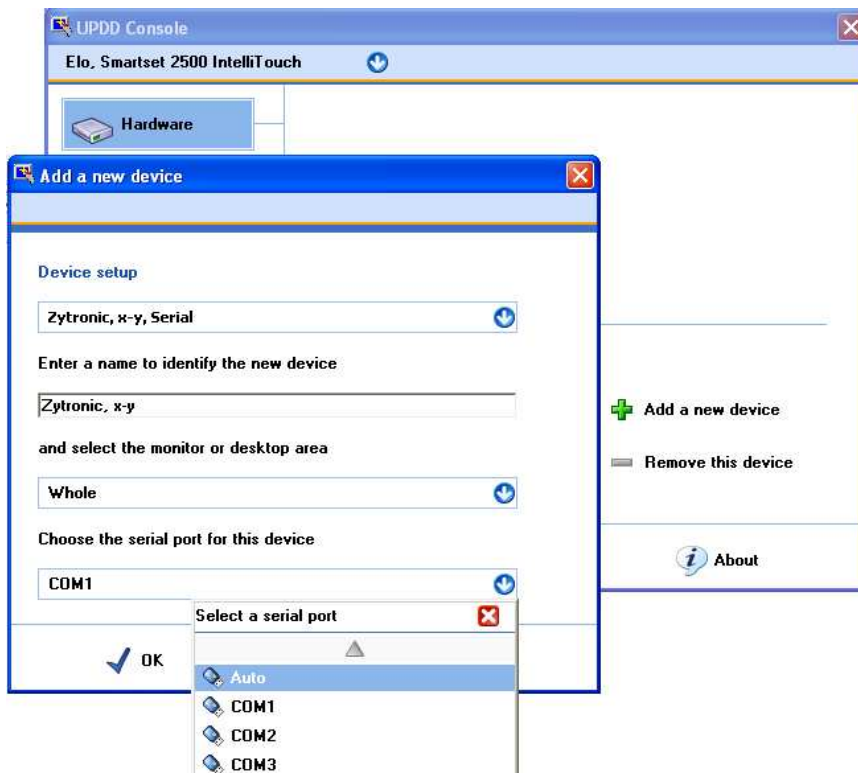 UPDD Console
Elo, Smartset 2500 IntelliTouch
Hardware
Add a new device
Device setup
Zytronic, x-y, Serial
Enter a name to identify the new device
Zytronic, x-y
and select the monitor or desktop area
Whole
Choose the serial port for this device
COM1
Select a serial port
Auto
COM1
COM2
COM3
OK
Add a new device
Remove this device
About